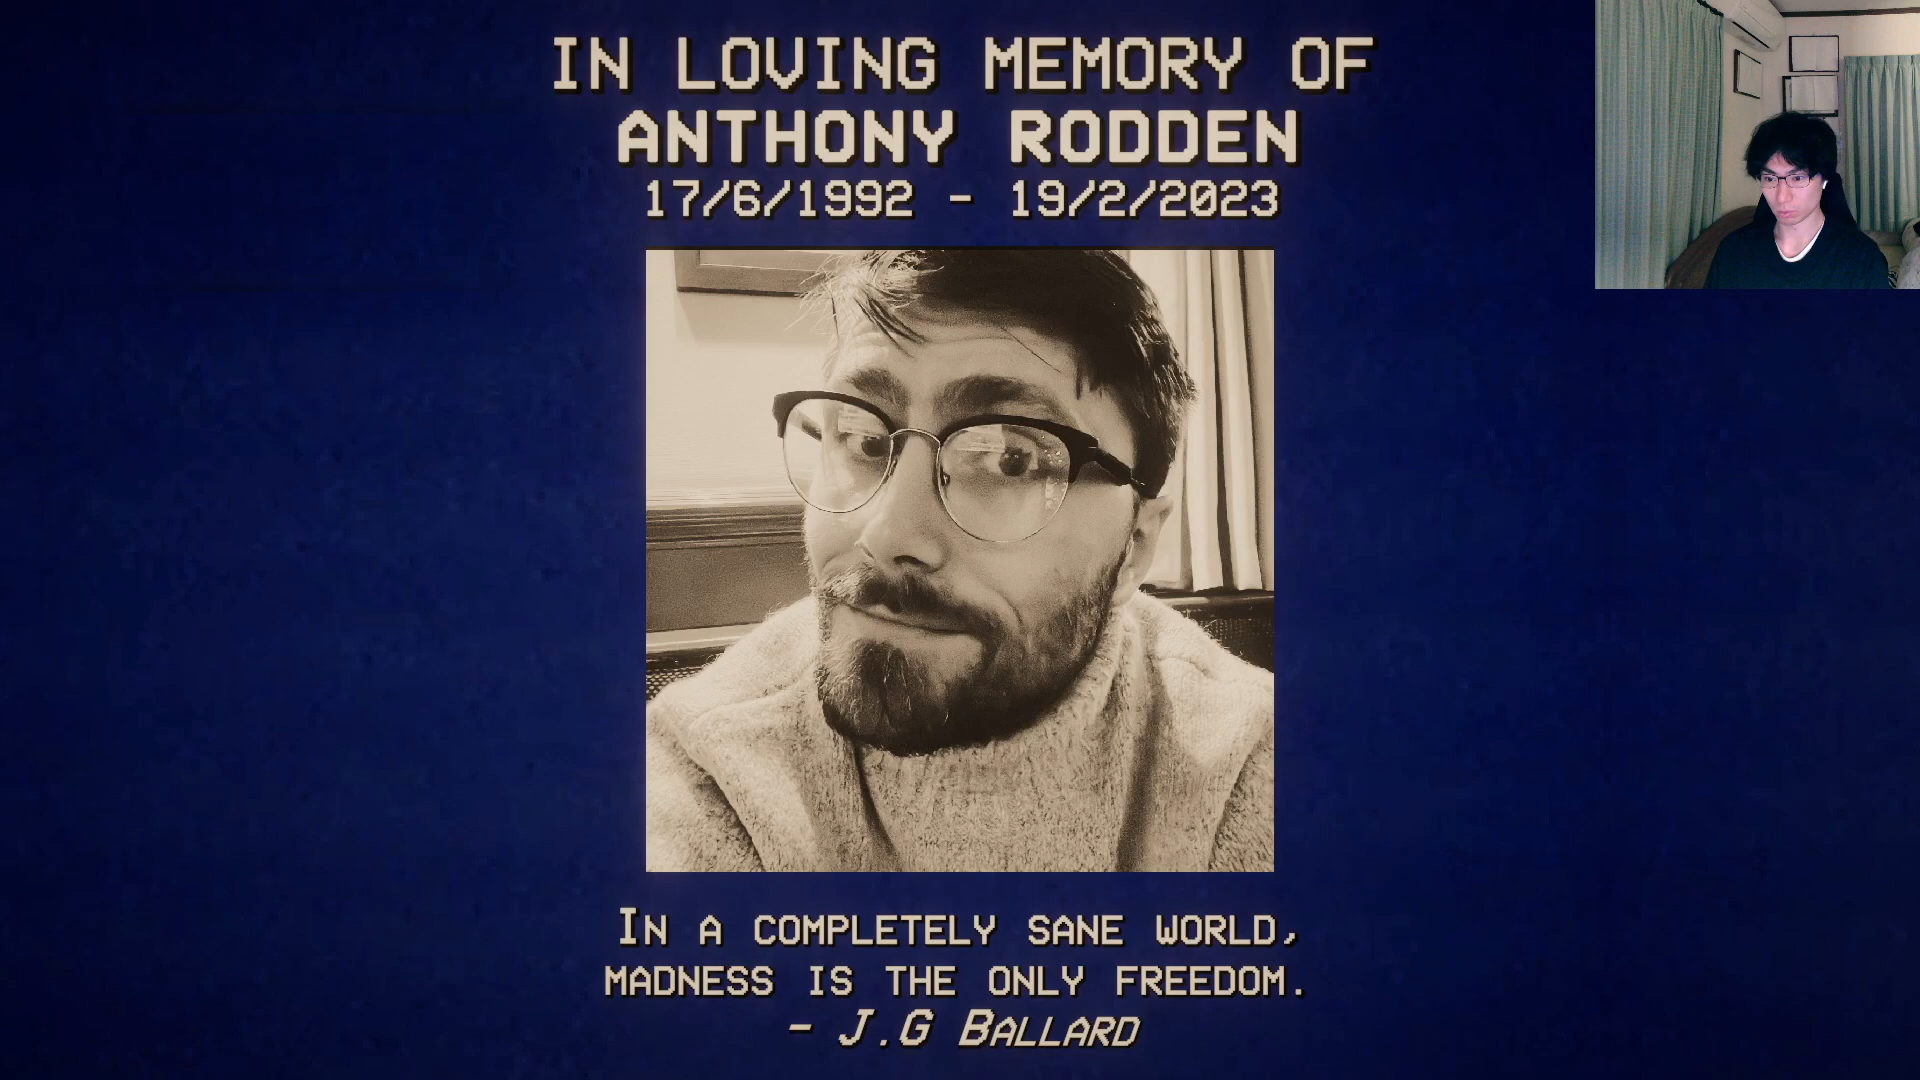 IN LOVING MEMORY OF
ANTHONY RODDEN
17/6/1992 - 19/2/2023
IN A COMPLETELY SANE WORLD,
MADNESS IS THE ONLY FREEDOM.
- J.G BALLARD